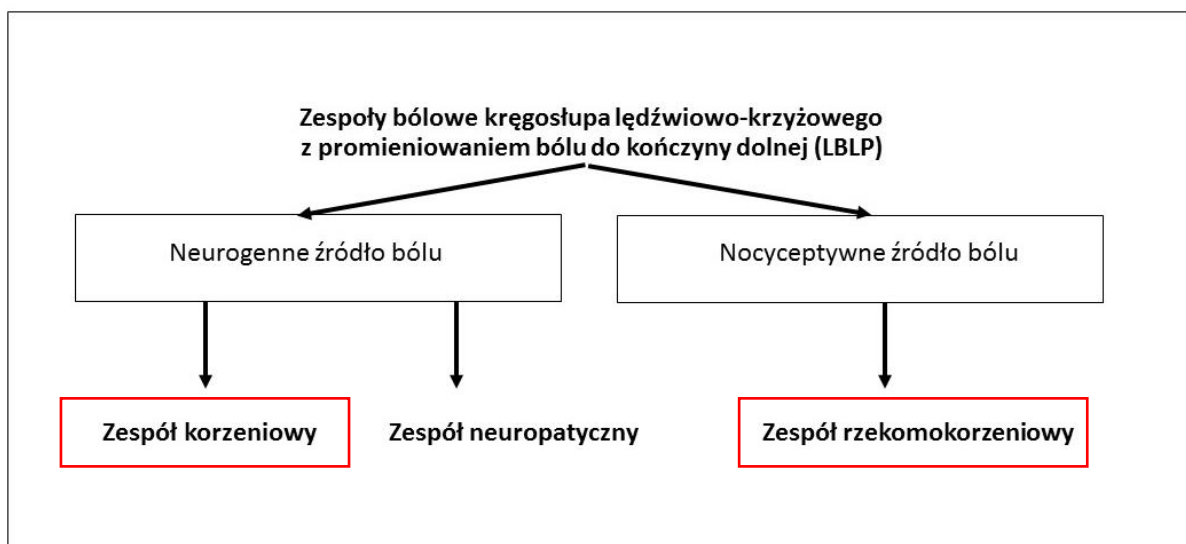 Zespoły bólowe kręgosłupa lędźwiowo-krzyżowego
z promieniowaniem bólu do kończyny dolnej (LBLP)
Neurogenne źródło bólu
Nocyceptywne źródło bólu
Zespół korzeniowy
Zespół neuropatyczny
Zespół rzekomokorzeniowy